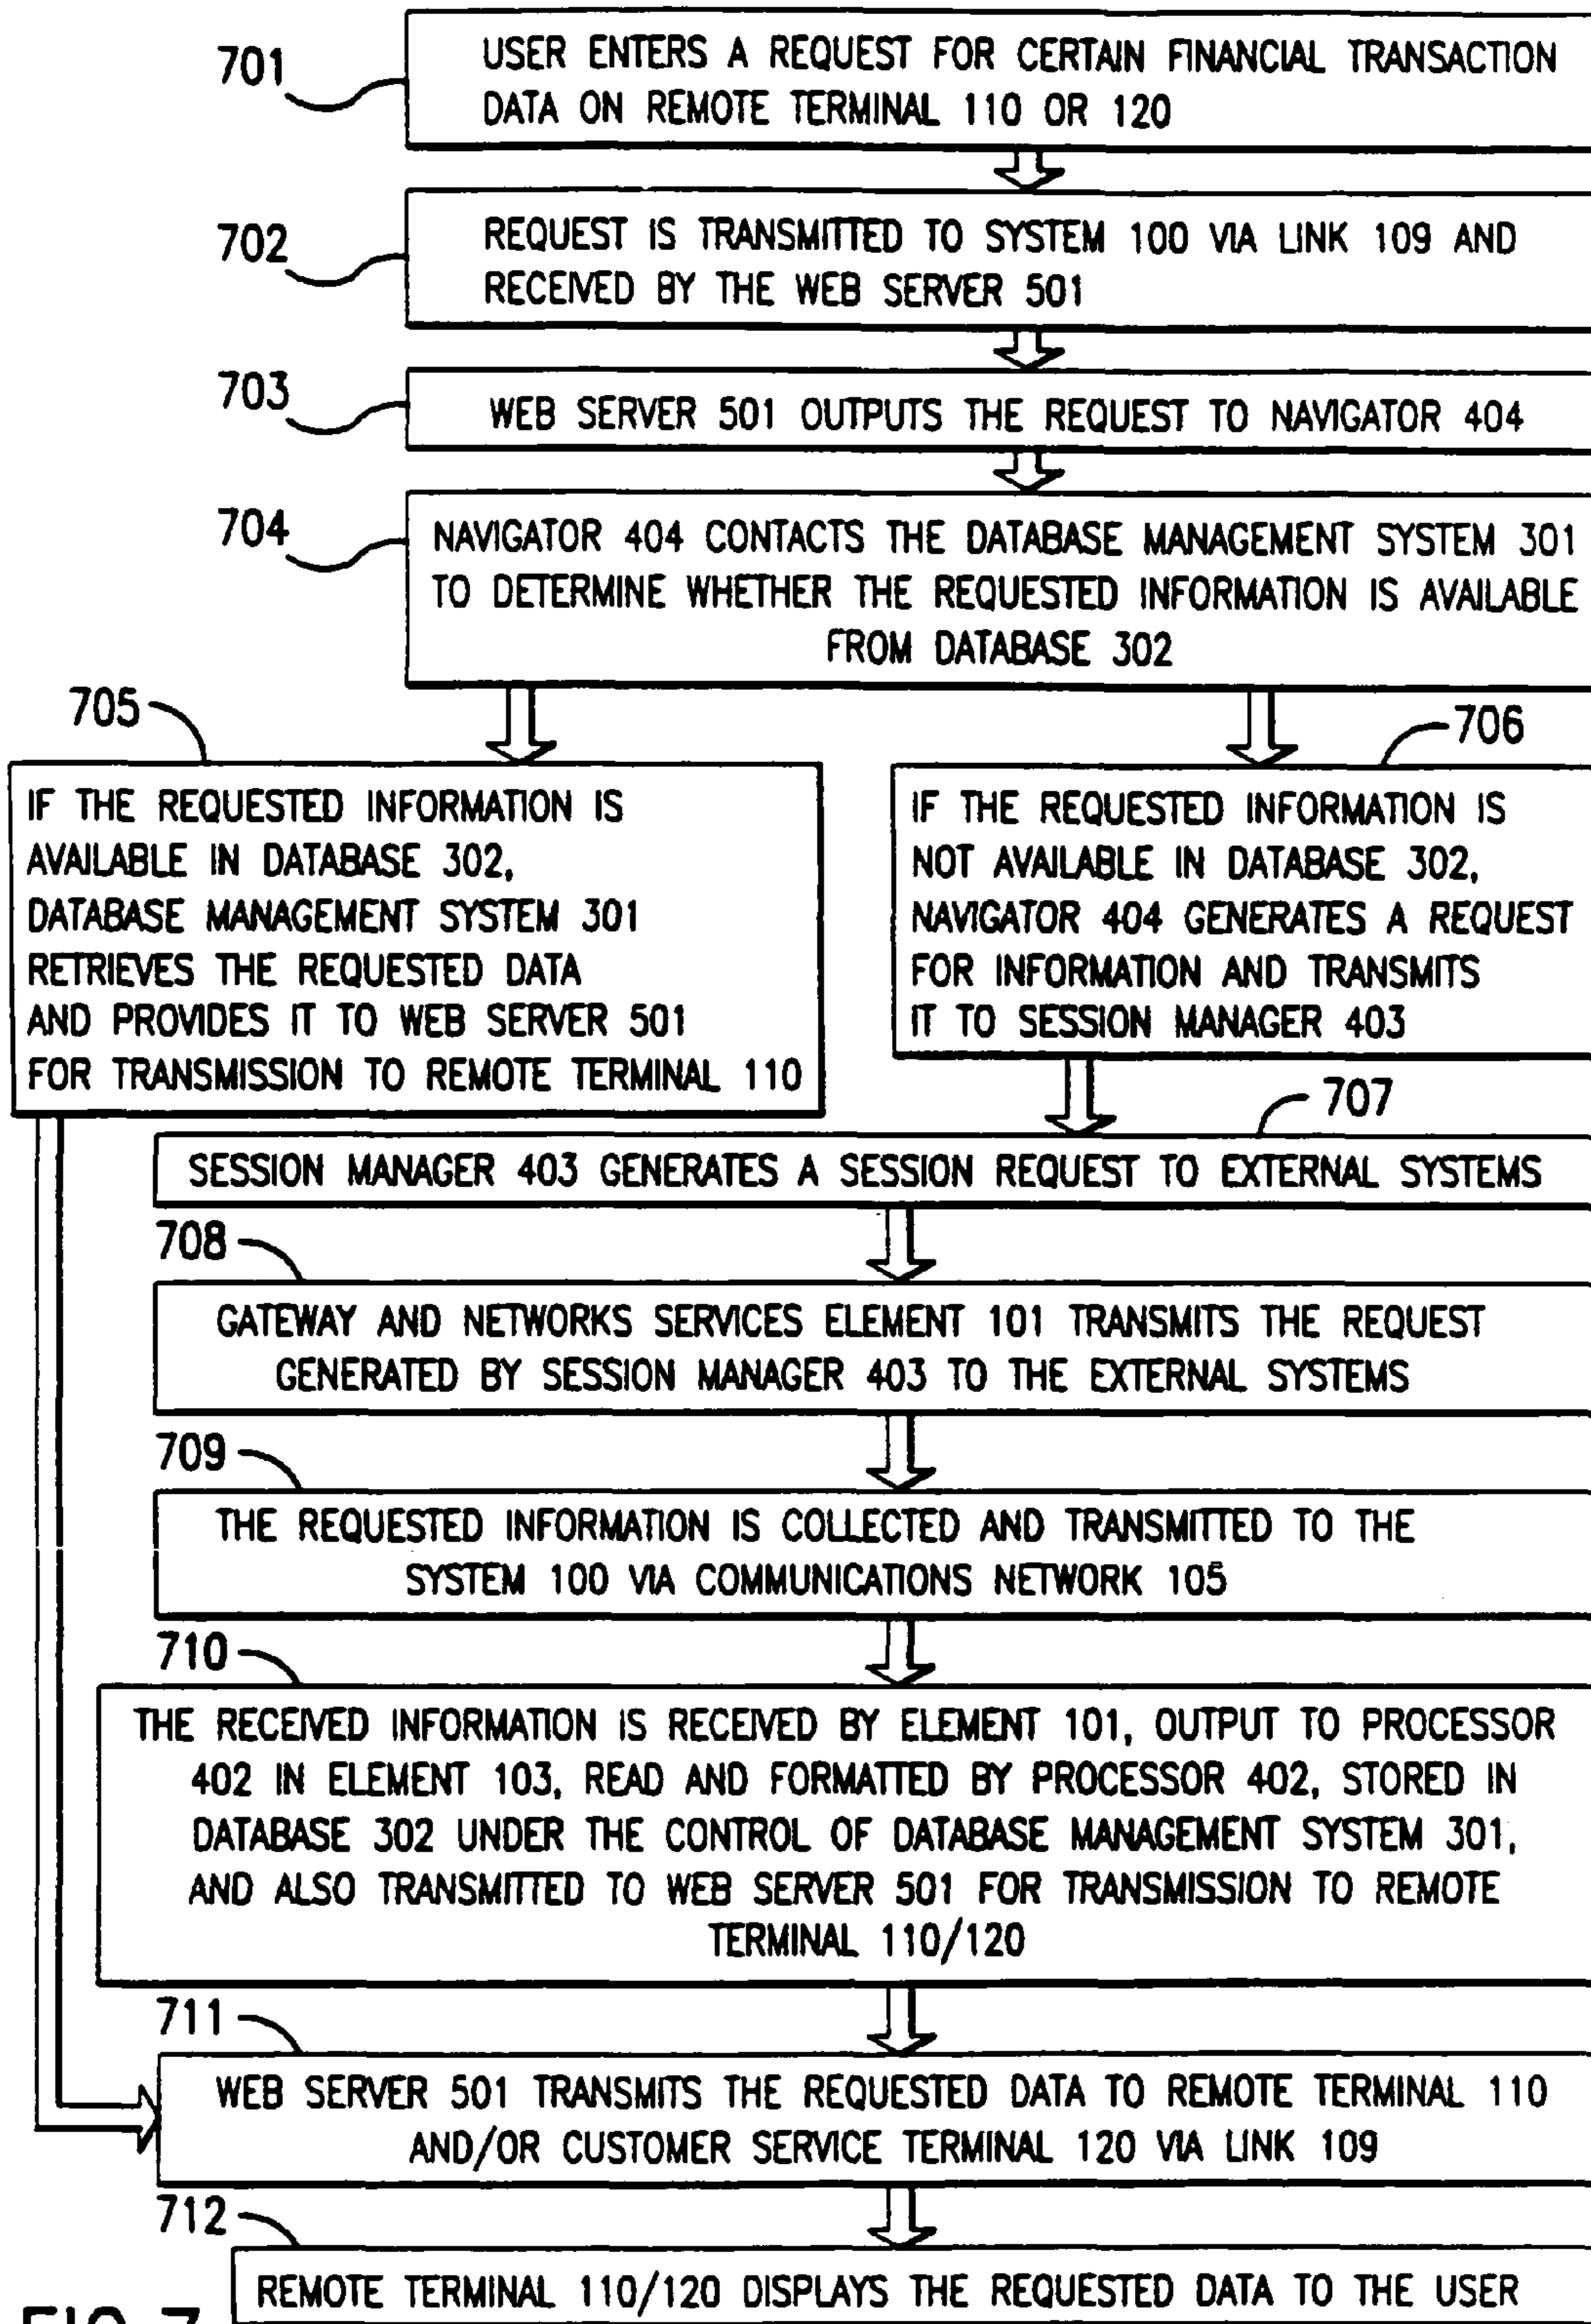 701
USER ENTERS A REQUEST FOR CERTAIN FINANCIAL TRANSACTION
DATA ON REMOTE TERMINAL 110 OR 120
702
REQUEST IS TRANSMITTED TO SYSTEM 100 VIA LINK 109 AND
RECEIVED BY THE WEB SERVER 501
703
WEB SERVER 501 OUTPUTS THE REQUEST TO NAVIGATOR 404
704
NAVIGATOR 404 CONTACTS THE DATABASE MANAGEMENT SYSTEM 301
TO DETERMINE WHETHER THE REQUESTED INFORMATION IS AVAILABLE
FROM DATABASE 302
705
IF THE REQUESTED INFORMATION IS
AVAILABLE IN DATABASE 302,
DATABASE MANAGEMENT SYSTEM 301
RETRIEVES THE REQUESTED DATA
AND PROVIDES IT TO WEB SERVER 501
FOR TRANSMISSION TO REMOTE TERMINAL 110
706
IF THE REQUESTED INFORMATION IS
NOT AVAILABLE IN DATABASE 302,
NAVIGATOR 404 GENERATES A REQUEST
FOR INFORMATION AND TRANSMITS
IT TO SESSION MANAGER 403
707
SESSION MANAGER 403 GENERATES A SESSION REQUEST TO EXTERNAL SYSTEMS
708
GATEWAY AND NETWORKS SERVICES ELEMENT 101 TRANSMITS THE REQUEST
GENERATED BY SESSION MANAGER 403 TO THE EXTERNAL SYSTEMS
709
THE REQUESTED INFORMATION IS COLLECTED AND TRANSMITTED TO THE
SYSTEM 100 VIA COMMUNICATIONS NETWORK 105
710
THE RECEIVED INFORMATION IS RECEIVED BY ELEMENT 101, OUTPUT TO PROCESSOR
402 IN ELEMENT 103, READ AND FORMATTED BY PROCESSOR 402, STORED IN
DATABASE 302 UNDER THE CONTROL OF DATABASE MANAGEMENT SYSTEM 301,
AND ALSO TRANSMITTED TO WEB SERVER 501 FOR TRANSMISSION TO REMOTE
TERMINAL 110/120
711
WEB SERVER 501 TRANSMITS THE REQUESTED DATA TO REMOTE TERMINAL 110
AND/OR CUSTOMER SERVICE TERMINAL 120 VIA LINK 109
712
REMOTE TERMINAL 110/120 DISPLAYS THE REQUESTED DATA TO THE USER